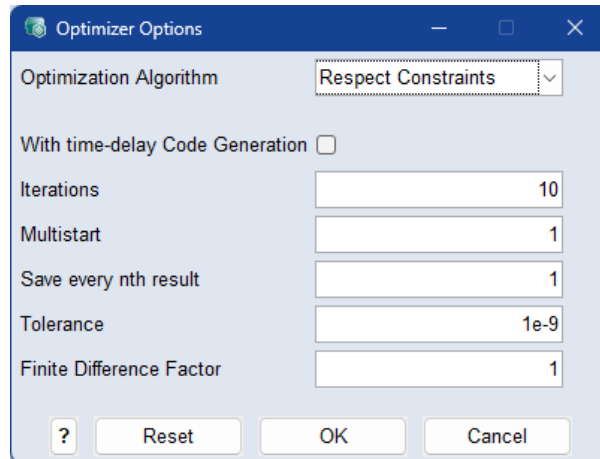 Optimizer Options
Optimization Algorithm Respect Constraints
With time-delay Code Generation
Iterations 10
Multistart 1
Save every nth result 1
Tolerance 1e-9
Finite Difference Factor 1
? Reset OK Cancel